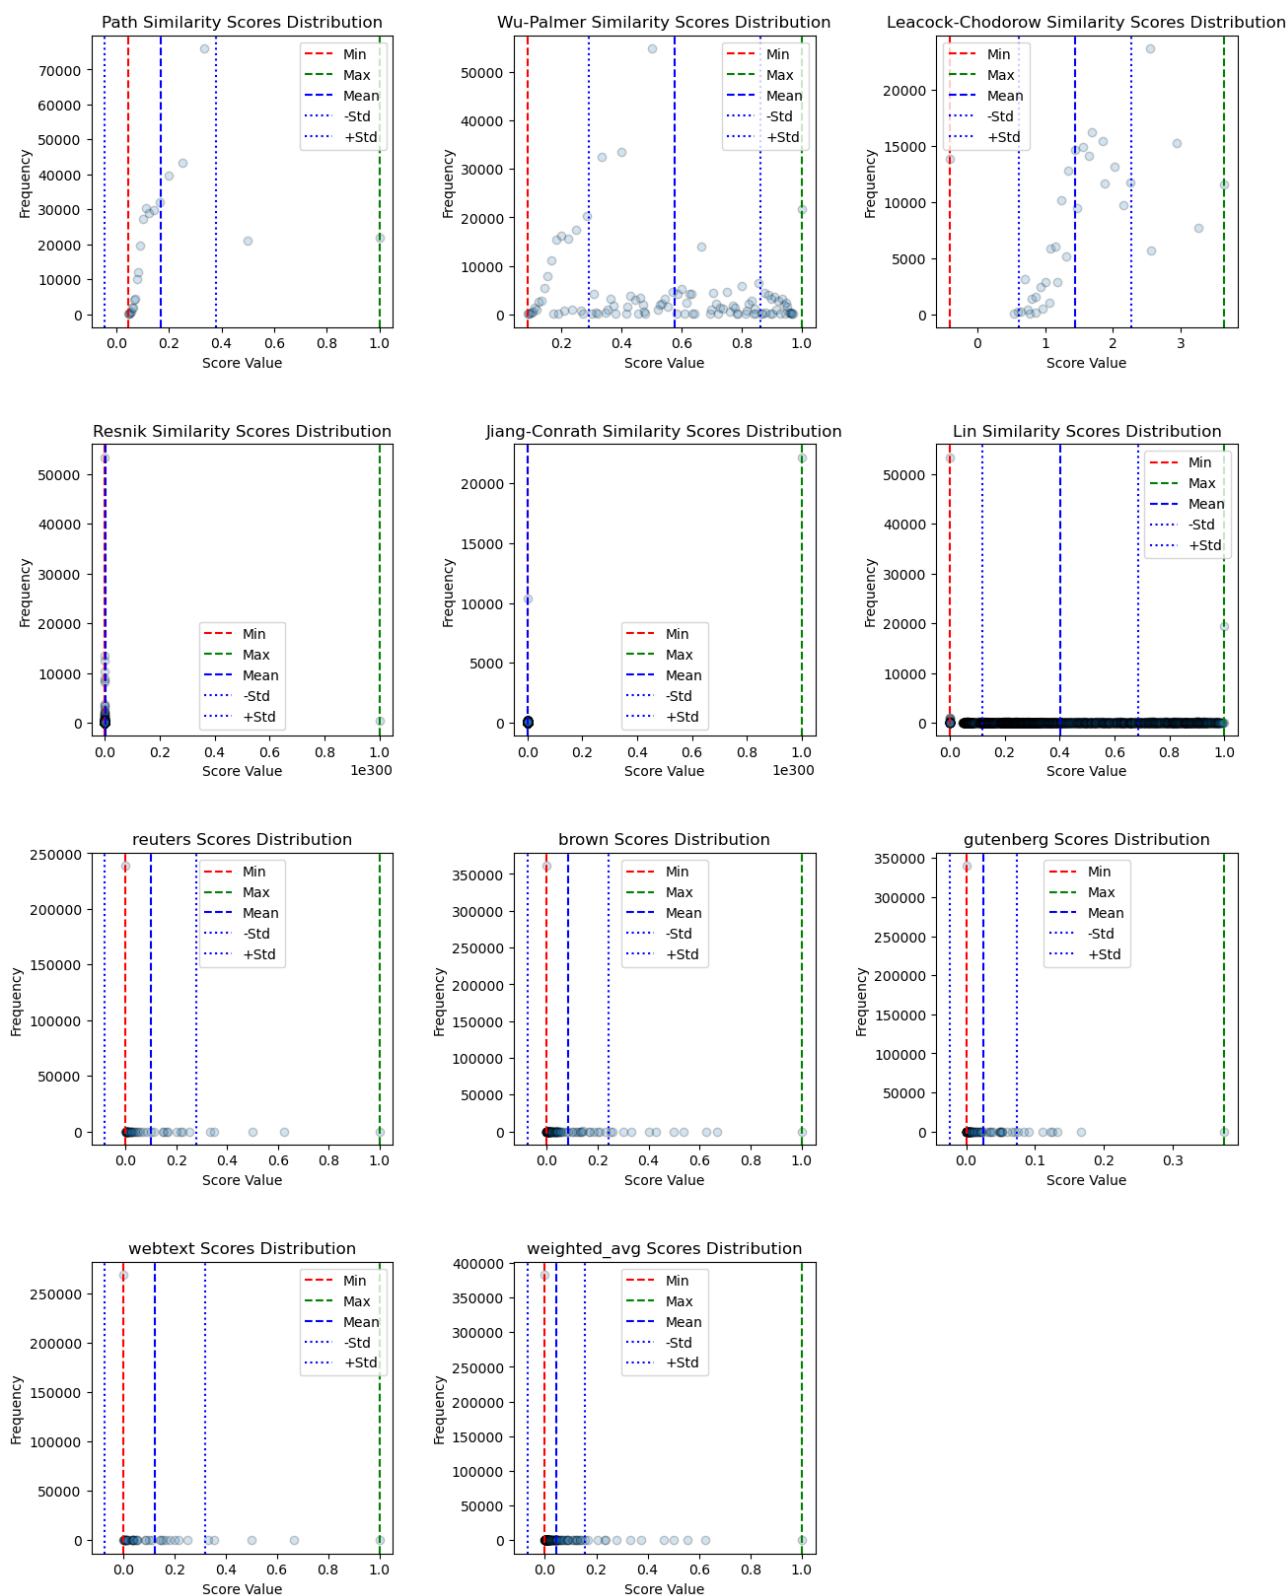 Path Similarity Scores Distribution
Frequency
70000
60000
50000
40000
30000
20000
10000
0
Min
Max
Mean
-Std
+Std
0.0 0.2 0.4 0.6 0.8 1.0
Score Value
Wu-Palmer Similarity Scores Distribution
Frequency
50000
40000
30000
20000
10000
0
Min
Max
Mean
-Std
+Std
0.2 0.4 0.6 0.8 1.0
Score Value
Leacock-Chodorow Similarity Scores Distribution
Frequency
20000
15000
10000
5000
0
Min
Max
Mean
-Std
+Std
0 1 2 3
Score Value
Resnik Similarity Scores Distribution
Frequency
50000
40000
30000
20000
10000
0
Min
Max
Mean
-Std
+Std
0.0 0.2 0.4 0.6 0.8 1.0
Score Value
1e300
Jiang-Conrath Similarity Scores Distribution
Frequency
20000
15000
10000
5000
0
Min
Max
Mean
-Std
+Std
0.0 0.2 0.4 0.6 0.8 1.0
Score Value
1e300
Lin Similarity Scores Distribution
Frequency
50000
40000
30000
20000
10000
0
Min
Max
Mean
-Std
+Std
0.0 0.2 0.4 0.6 0.8 1.0
Score Value
reuters Scores Distribution
Frequency
250000
200000
150000
100000
50000
0
Min
Max
Mean
-Std
+Std
0.0 0.2 0.4 0.6 0.8 1.0
Score Value
brown Scores Distribution
Frequency
350000
300000
250000
200000
150000
100000
50000
0
Min
Max
Mean
-Std
+Std
0.0 0.2 0.4 0.6 0.8 1.0
Score Value
gutenberg Scores Distribution
Frequency
350000
300000
250000
200000
150000
100000
50000
0
Min
Max
Mean
-Std
+Std
0.0 0.1 0.2 0.3
Score Value
webtext Scores Distribution
Frequency
250000
200000
150000
100000
50000
0
Min
Max
Mean
-Std
+Std
0.0 0.2 0.4 0.6 0.8 1.0
Score Value
weighted_avg Scores Distribution
Frequency
400000
350000
300000
250000
200000
150000
100000
50000
0
Min
Max
Mean
-Std
+Std
0.0 0.2 0.4 0.6 0.8 1.0
Score Value